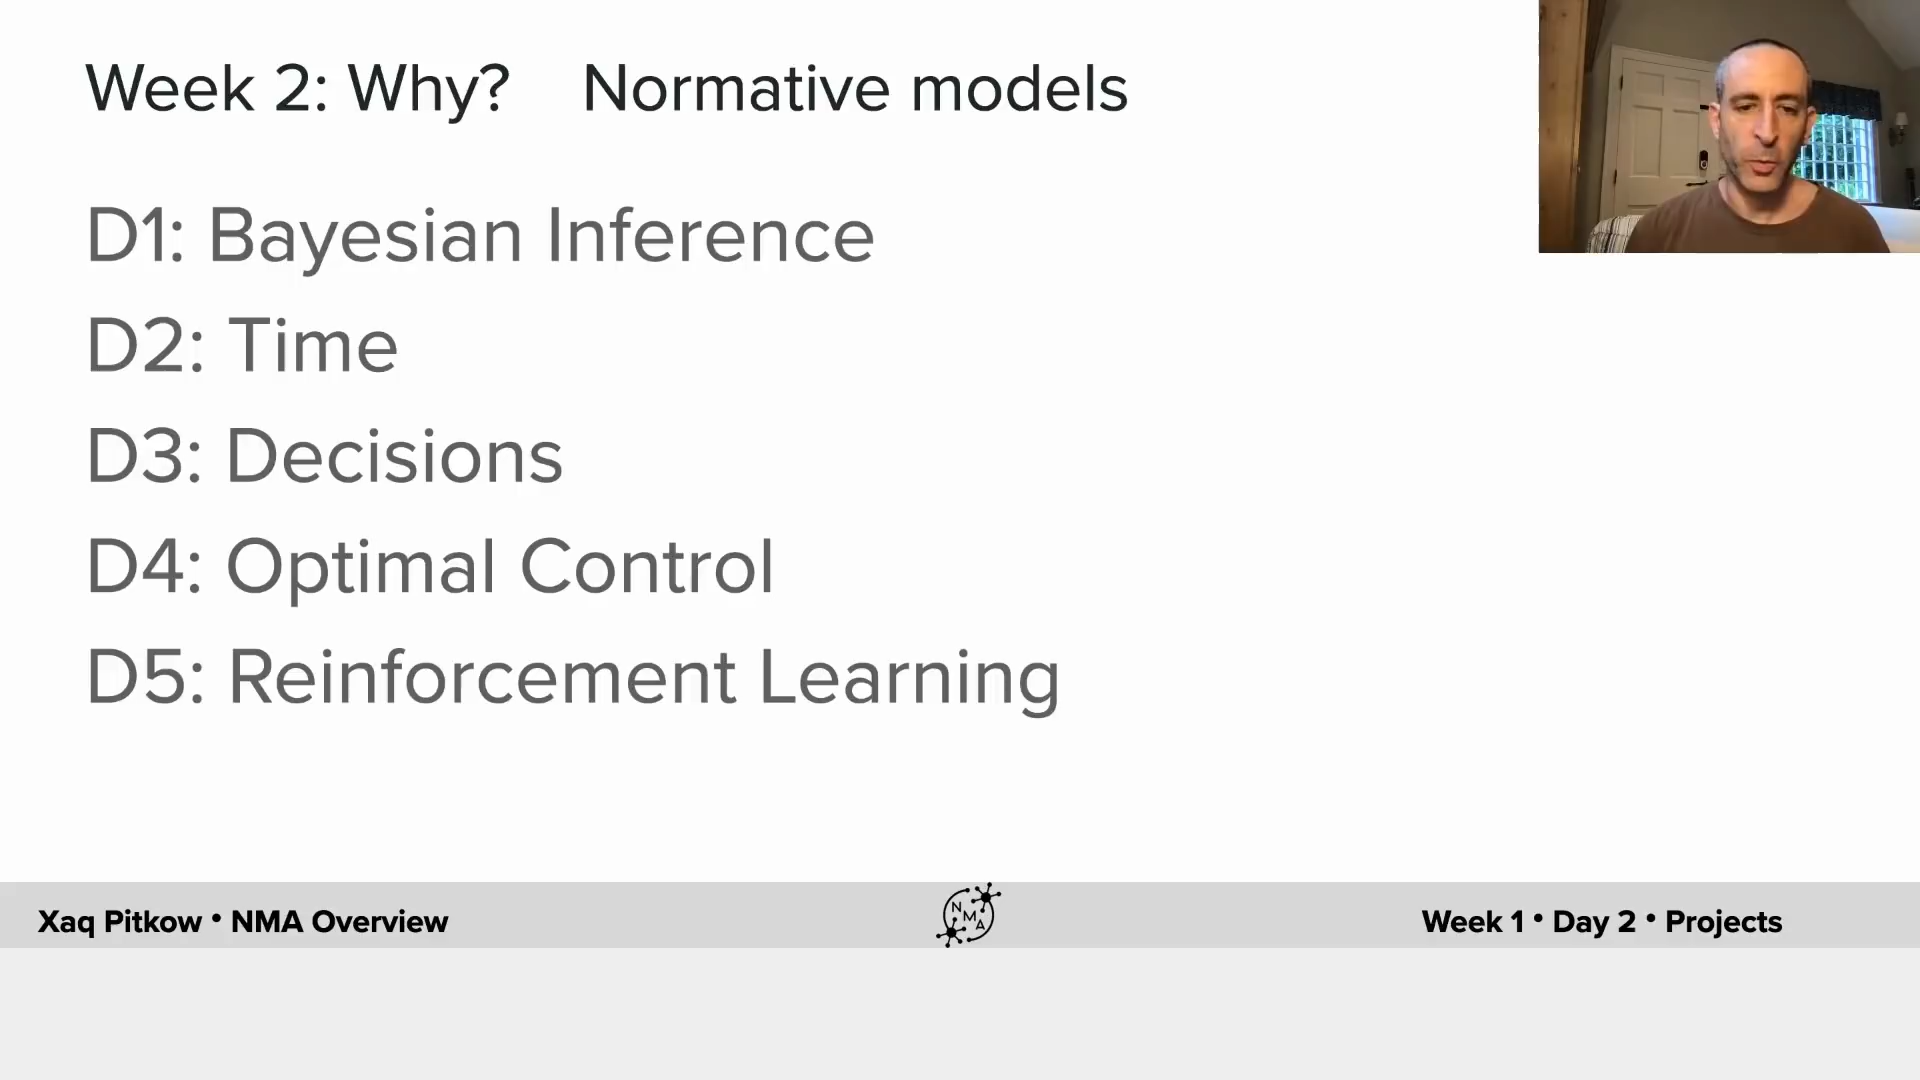 Week 2: Why? Normative models
D1: Bayesian Inference
D2: Time
D3: Decisions
D4: Optimal Control
D5: Reinforcement Learning
Xaq Pitkow • NMA Overview
N
M
A
Week 1 • Day 2 • Projects